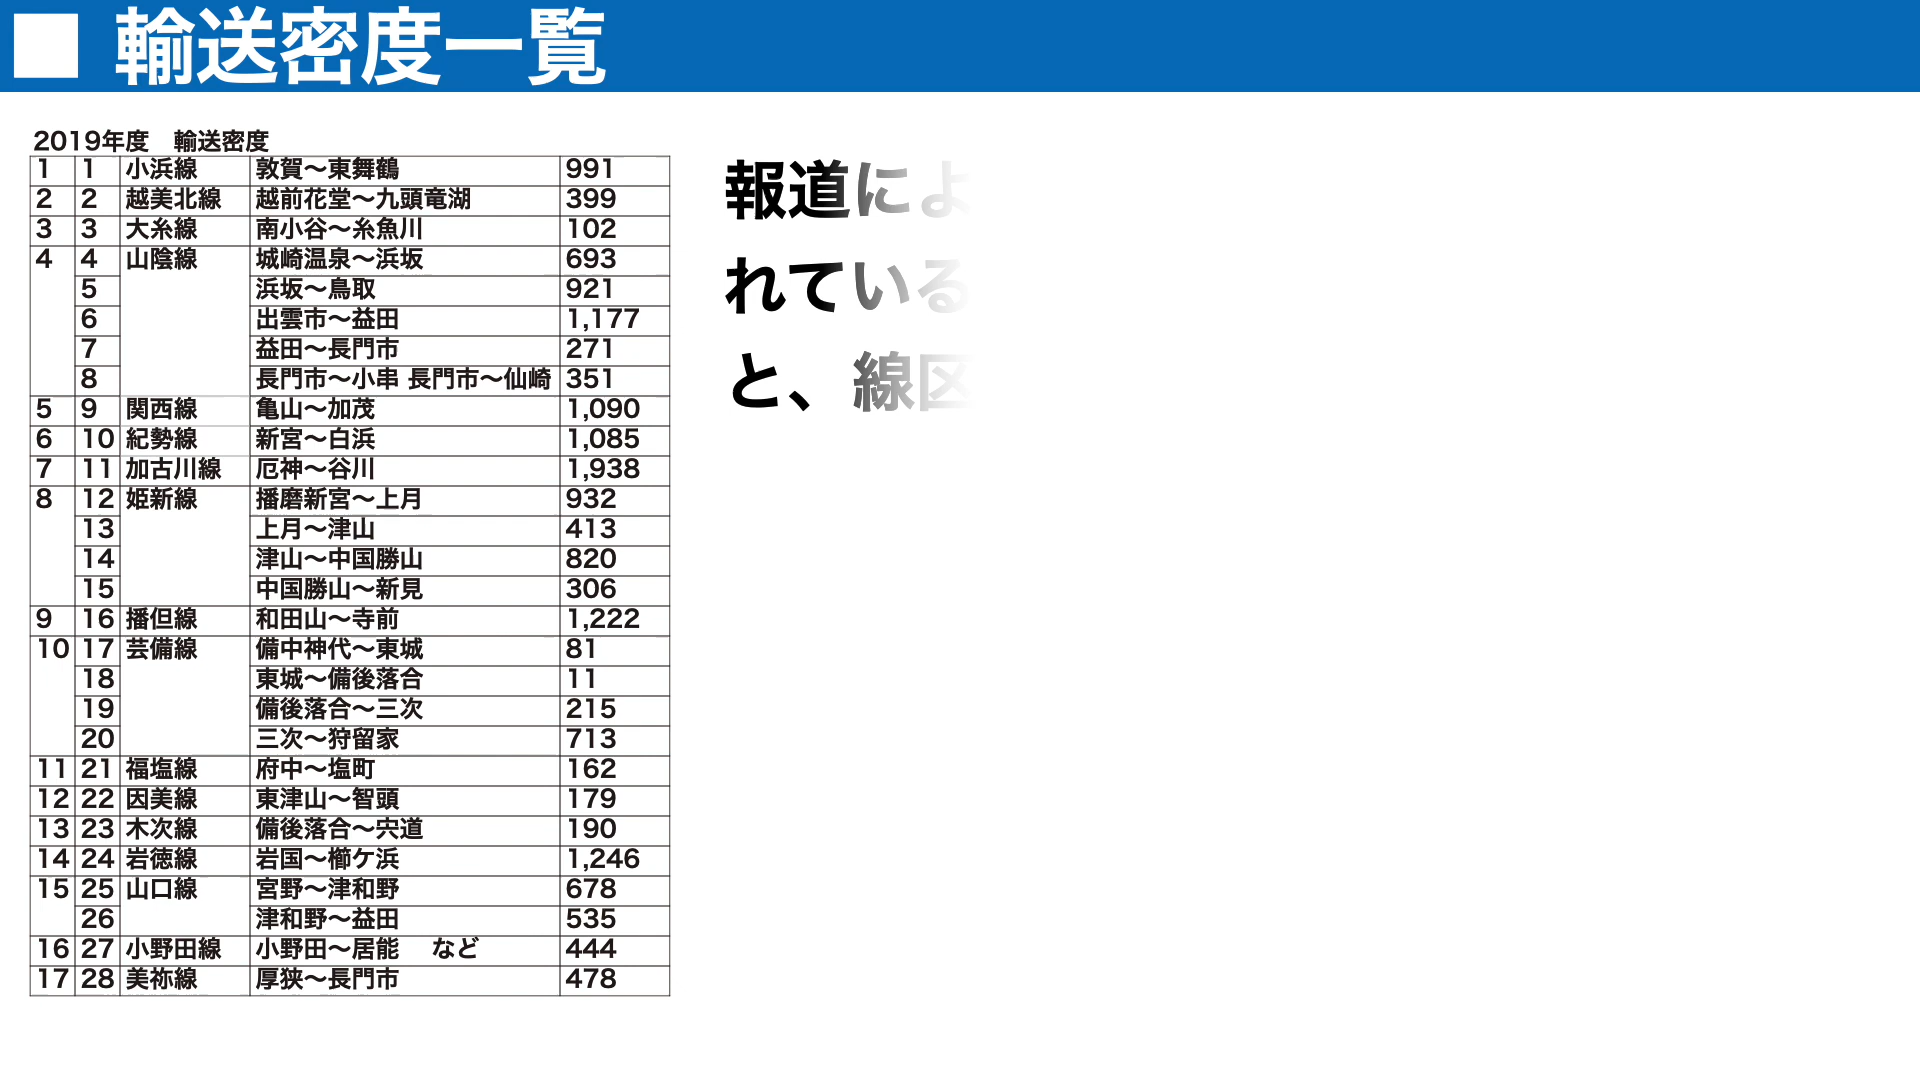 ■ 輸送密度一覧
2019年度 輸送密度
1 1 小浜線 敦賀〜東舞鶴 991
2 2 越美北線 越前花堂〜九頭竜湖 399
3 3 大糸線 南小谷〜糸魚川 102
4 4 山陰線 城崎温泉〜浜坂 693
5 浜坂〜鳥取 921
6 出雲市〜益田 1,177
7 益田〜長門市 271
8 長門市〜小串 長門市〜仙崎 351
5 9 関西線 亀山〜加茂 1,090
6 10 紀勢線 新宮〜白浜 1,085
7 11 加古川線 厄神〜谷川 1,938
8 12 姫新線 播磨新宮〜上月 932
13 上月〜津山 413
14 津山〜中国勝山 820
15 中国勝山〜新見 306
9 16 播但線 和田山〜寺前 1,222
10 17 芸備線 備中神代〜東城 81
18 東城〜備後落合 11
19 備後落合〜三次 215
20 三次〜狩留家 713
11 21 福塩線 府中〜塩町 162
12 22 因美線 東津山〜智頭 179
13 23 木次線 備後落合〜宍道 190
14 24 岩徳線 岩国〜櫛ケ浜 1,246
15 25 山口線 宮野〜津和野 678
26 津和野〜益田 535
16 27 小野田線 小野田〜居能 など 444
17 28 美祢線 厚狭〜長門市 478
報道によ
れている
と、線区